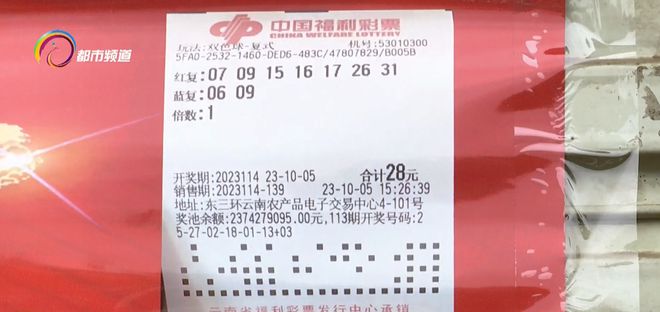 都市频道
中国福利彩票
CHINA WELFARE LOTTERY
玩法:双色球-复式 机号:53010300
5FA0-2532-1460-DED6-483C/47807829/B005B
红复:07 09 15 16 17 26 31
蓝复:06 09
倍数:1
开奖期:2023114 23-10-05 合计28元
销售期:2023114-139 23-10-05 15:26:39
地址:东三环云南农产品电子交易中心4-101号
奖池余额:2374279095.00元,113期开奖号码:2
5-27-02-18-01-13+03
云南省福利彩票发行中心承销